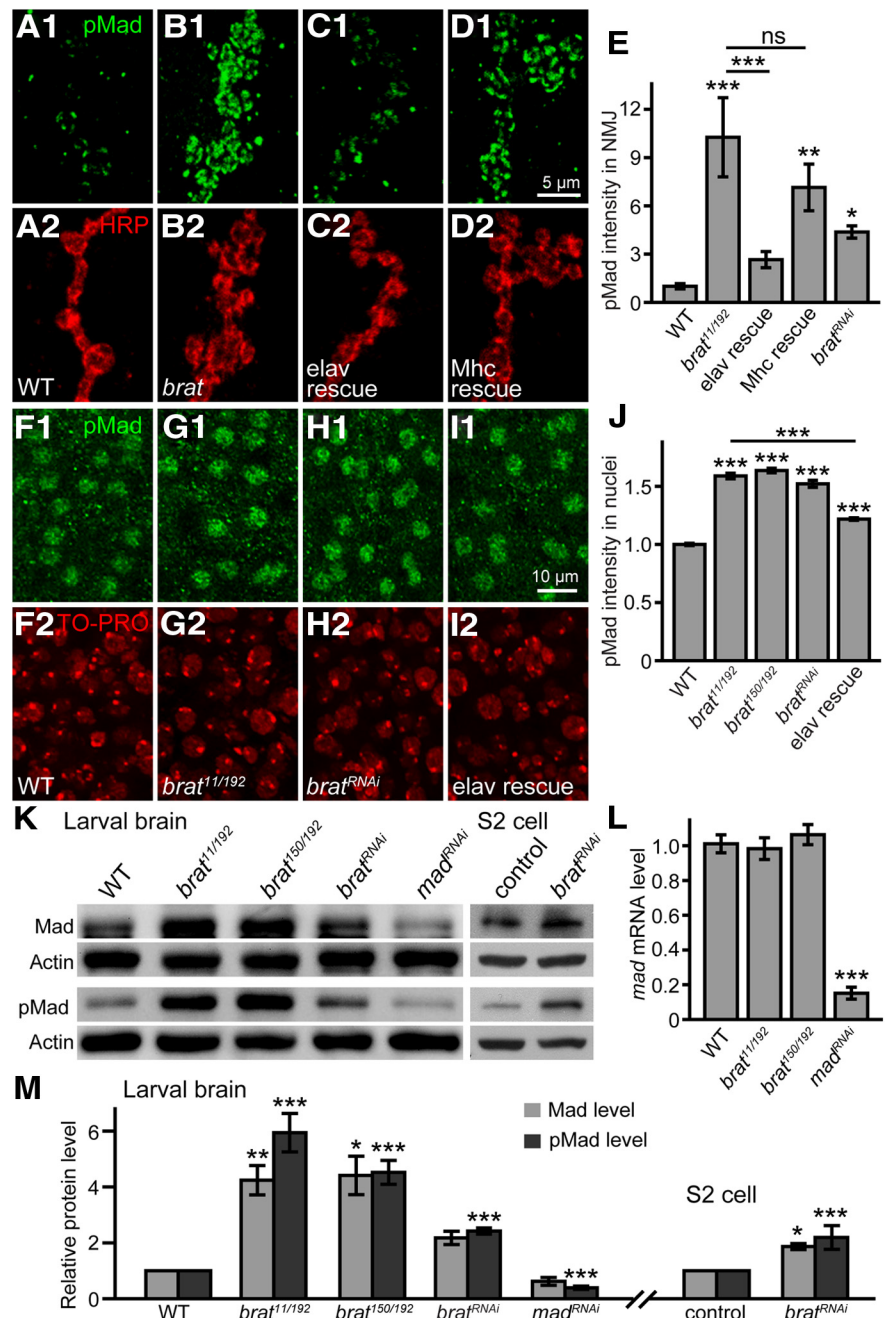 A1 pMad B1 C1 D1
5 µm
A2 HRP B2 C2 D2
WT brat elav rescue Mhc rescue
E
ns
***
*** ** *
pMad intensity in NMJ
12
9
6
3
0
WT brat11/192 elav rescue Mhc rescue bratRNAi
F1 pMad G1 H1 I1
10 µm
F2 TO-PRO G2 H2 I2
WT brat11/192 bratRNAi elav rescue
J
***
*** *** *** ***
pMad intensity in nuclei
1.5
1.0
0.5
0
WT brat11/192 brat150/192 bratRNAi elav rescue
K Larval brain S2 cell
WT brat11/192 brat150/192 bratRNAi madRNAi control bratRNAi
Mad
Actin
pMad
Actin
L
mad mRNA level
1.0
0.8
0.6
0.4
0.2
0
***
WT brat11/192 brat150/192 madRNAi
M Larval brain
Mad level
pMad level
S2 cell
Relative protein level
6
4
2
0
** *** * *** *** *** * ***
WT brat11/192 brat150/192 bratRNAi madRNAi control bratRNAi